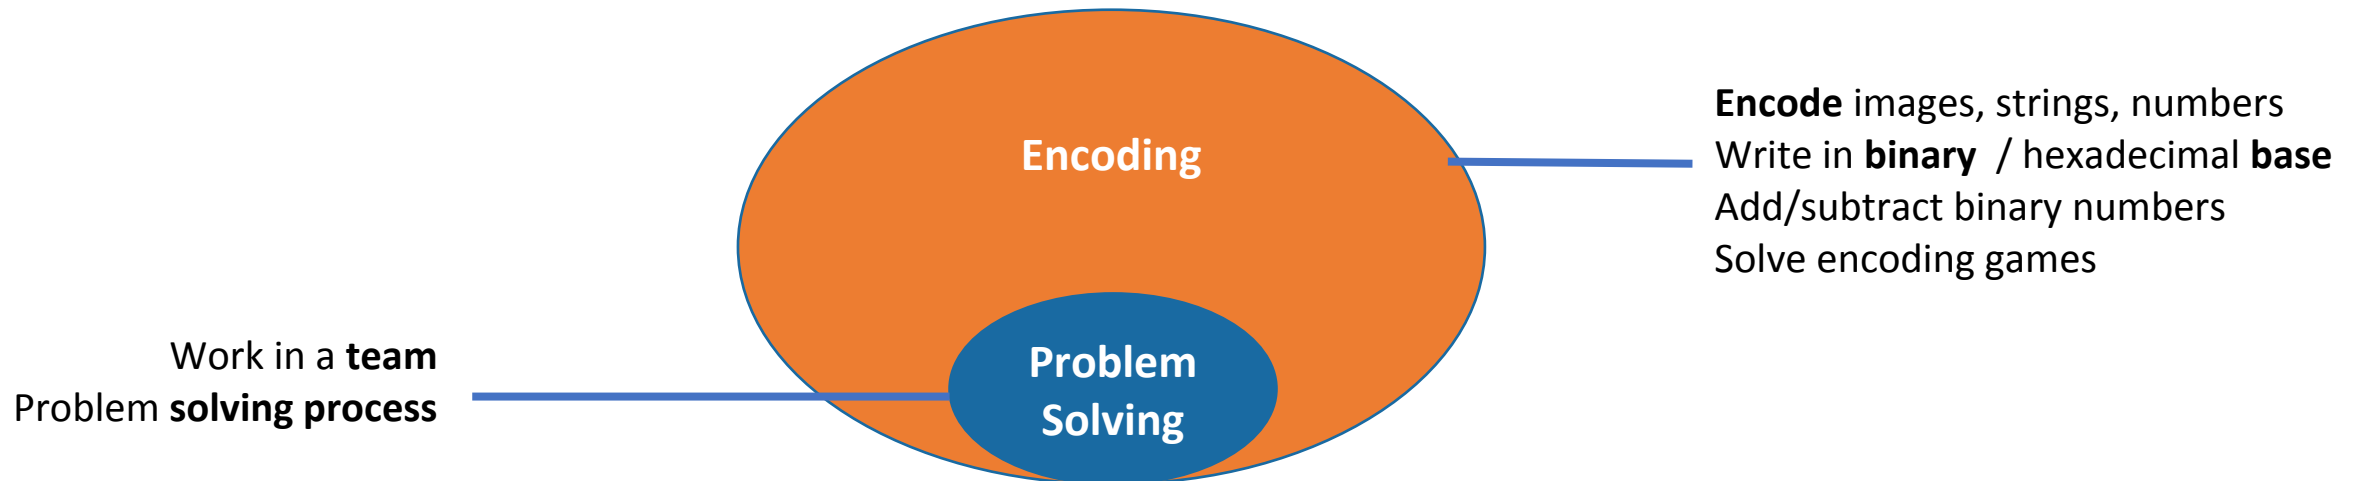 Encoding
Encode images, strings, numbers
Write in binary / hexadecimal base
Add/subtract binary numbers
Solve encoding games
Work in a team
Problem solving process
Problem
Solving